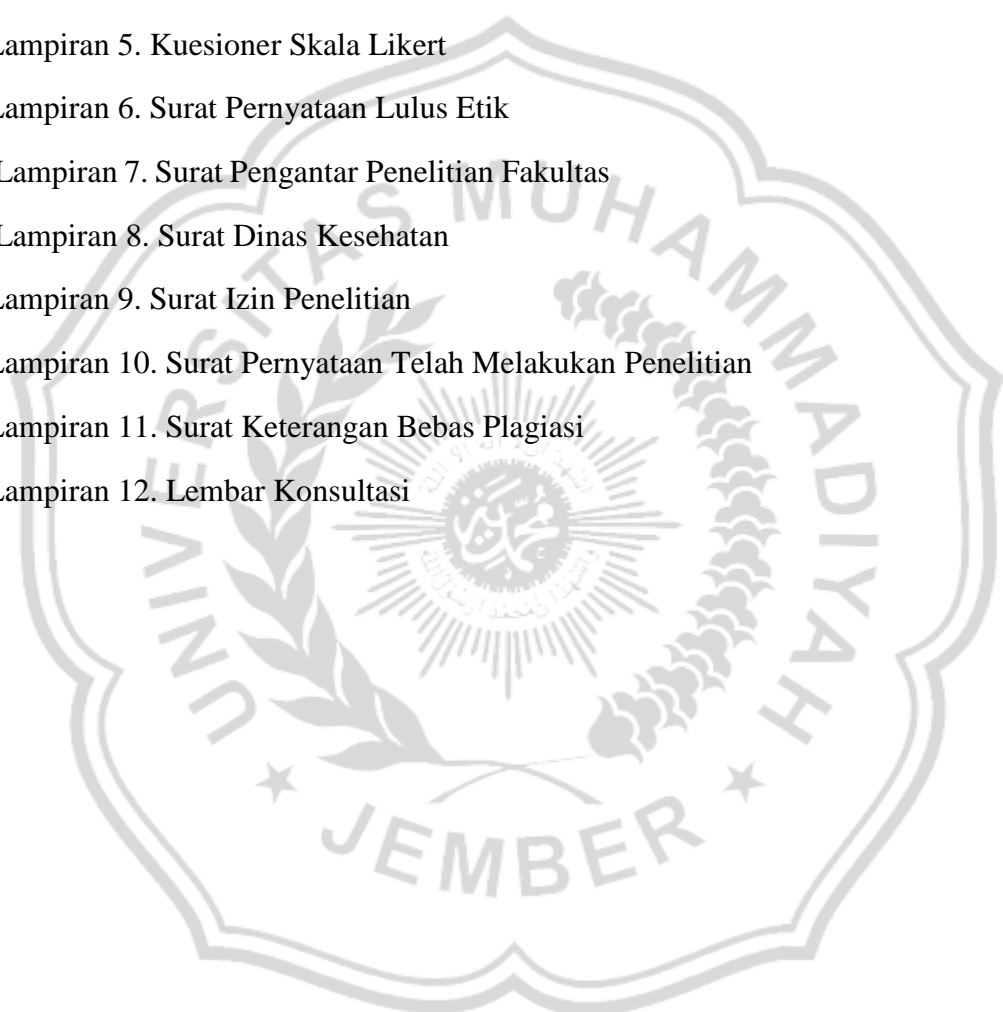 Lampiran 5. Kuesioner Skala Likert
Lampiran 6. Surat Pernyataan Lulus Etik
Lampiran 7. Surat Pengantar Penelitian Fakultas
Lampiran 8. Surat Dinas Kesehatan
Lampiran 9. Surat Izin Penelitian
Lampiran 10. Surat Pernyataan Telah Melakukan Penelitian
Lampiran 11. Surat Keterangan Bebas Plagiasi
Lampiran 12. Lembar Konsultasi
UNIVERSITAS MUHAMMADIYAH
JEMBER